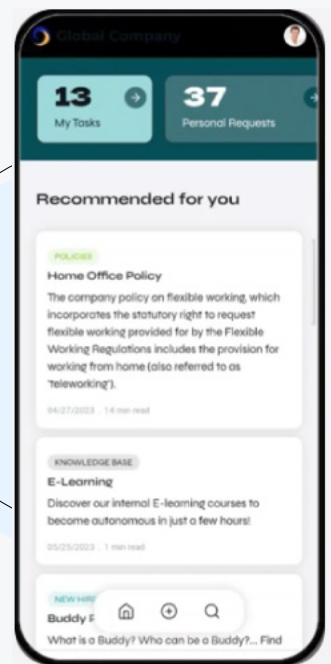 Global Company
13
My Tasks
37
Personal Requests
Recommended for you
POLICIES
Home Office Policy
The company policy on flexible working, which
incorporates the statutory right to request
flexible working provided for by the Flexible
Working Regulations includes the provision for
working from home (also referred to as
'teleworking').
04/27/2023 . 14 min read
KNOWLEDGE BASE
E-Learning
Discover our internal E-learning courses to
become autonomous in just a few hours!
05/25/2023 . 1 min read
NEW HIR
Buddy
What is a Buddy? Who can be a Buddy?... Find